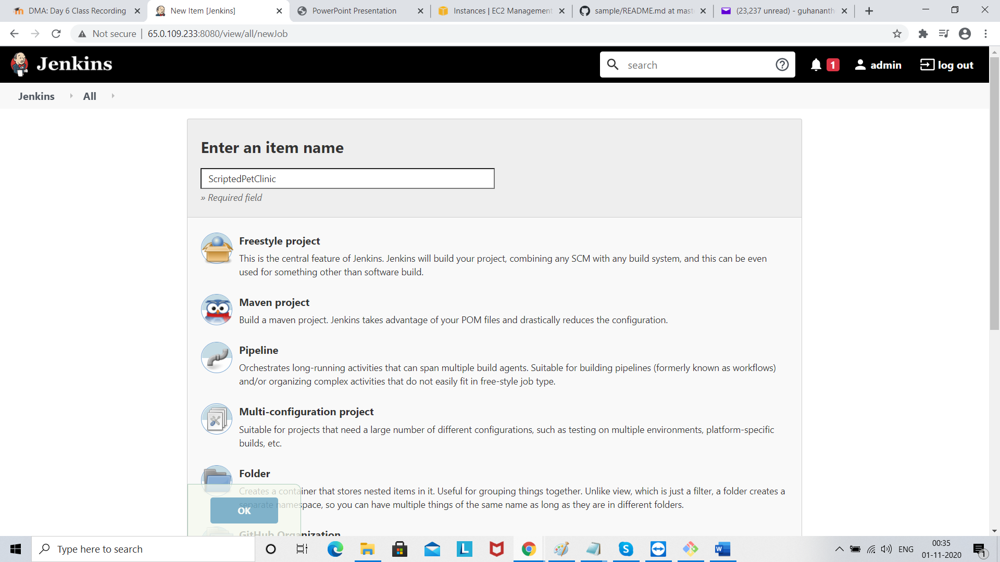 DMA: Day 6 Class Recording
New Item [Jenkins]
PowerPoint Presentation
Instances | EC2 Management
sample/README.md at mast
(23,237 unread) - guhananth
Not secure
65.0.109.233:8080/view/all/newJob
Jenkins
search
1
admin
log out
Jenkins
All
Enter an item name
ScriptedPetClinic
» Required field
Freestyle project
This is the central feature of Jenkins. Jenkins will build your project, combining any SCM with any build system, and this can be even
used for something other than software build.
Maven project
Build a maven project. Jenkins takes advantage of your POM files and drastically reduces the configuration.
Pipeline
Orchestrates long-running activities that can span multiple build agents. Suitable for building pipelines (formerly known as workflows)
and/or organizing complex activities that do not easily fit in free-style job type.
Multi-configuration project
Suitable for projects that need a large number of different configurations, such as testing on multiple environments, platform-specific
builds, etc.
Folder
Creates a container that stores nested items in it. Useful for grouping things together. Unlike view, which is just a filter, a folder creates a
separate namespace, so you can have multiple things of the same name as long as they are in different folders.
OK
GitHub Organization
Type here to search
ENG
00:35
01-11-2020
1